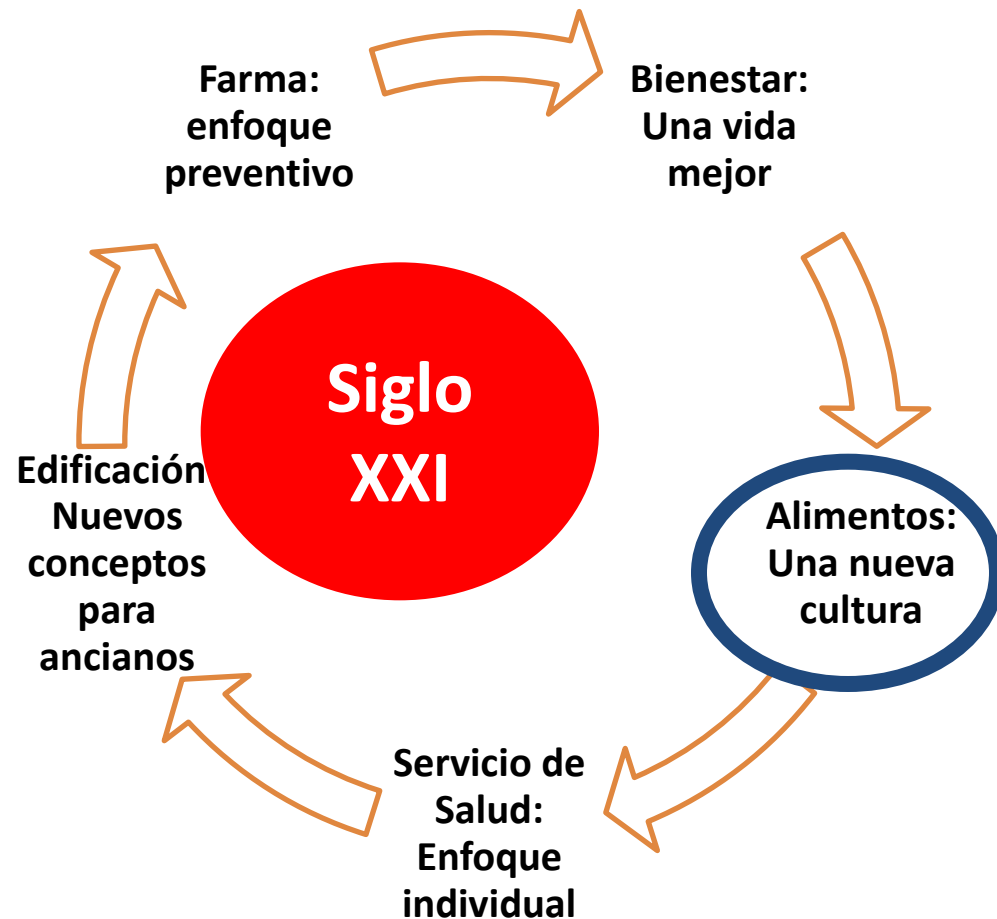 Farma:
enfoque
preventivo
Bienestar:
Una vida
mejor
Siglo
XXI
Alimentos:
Una nueva
cultura
Servicio de
Salud:
Enfoque
individual
Edificación
Nuevos
conceptos
para
ancianos